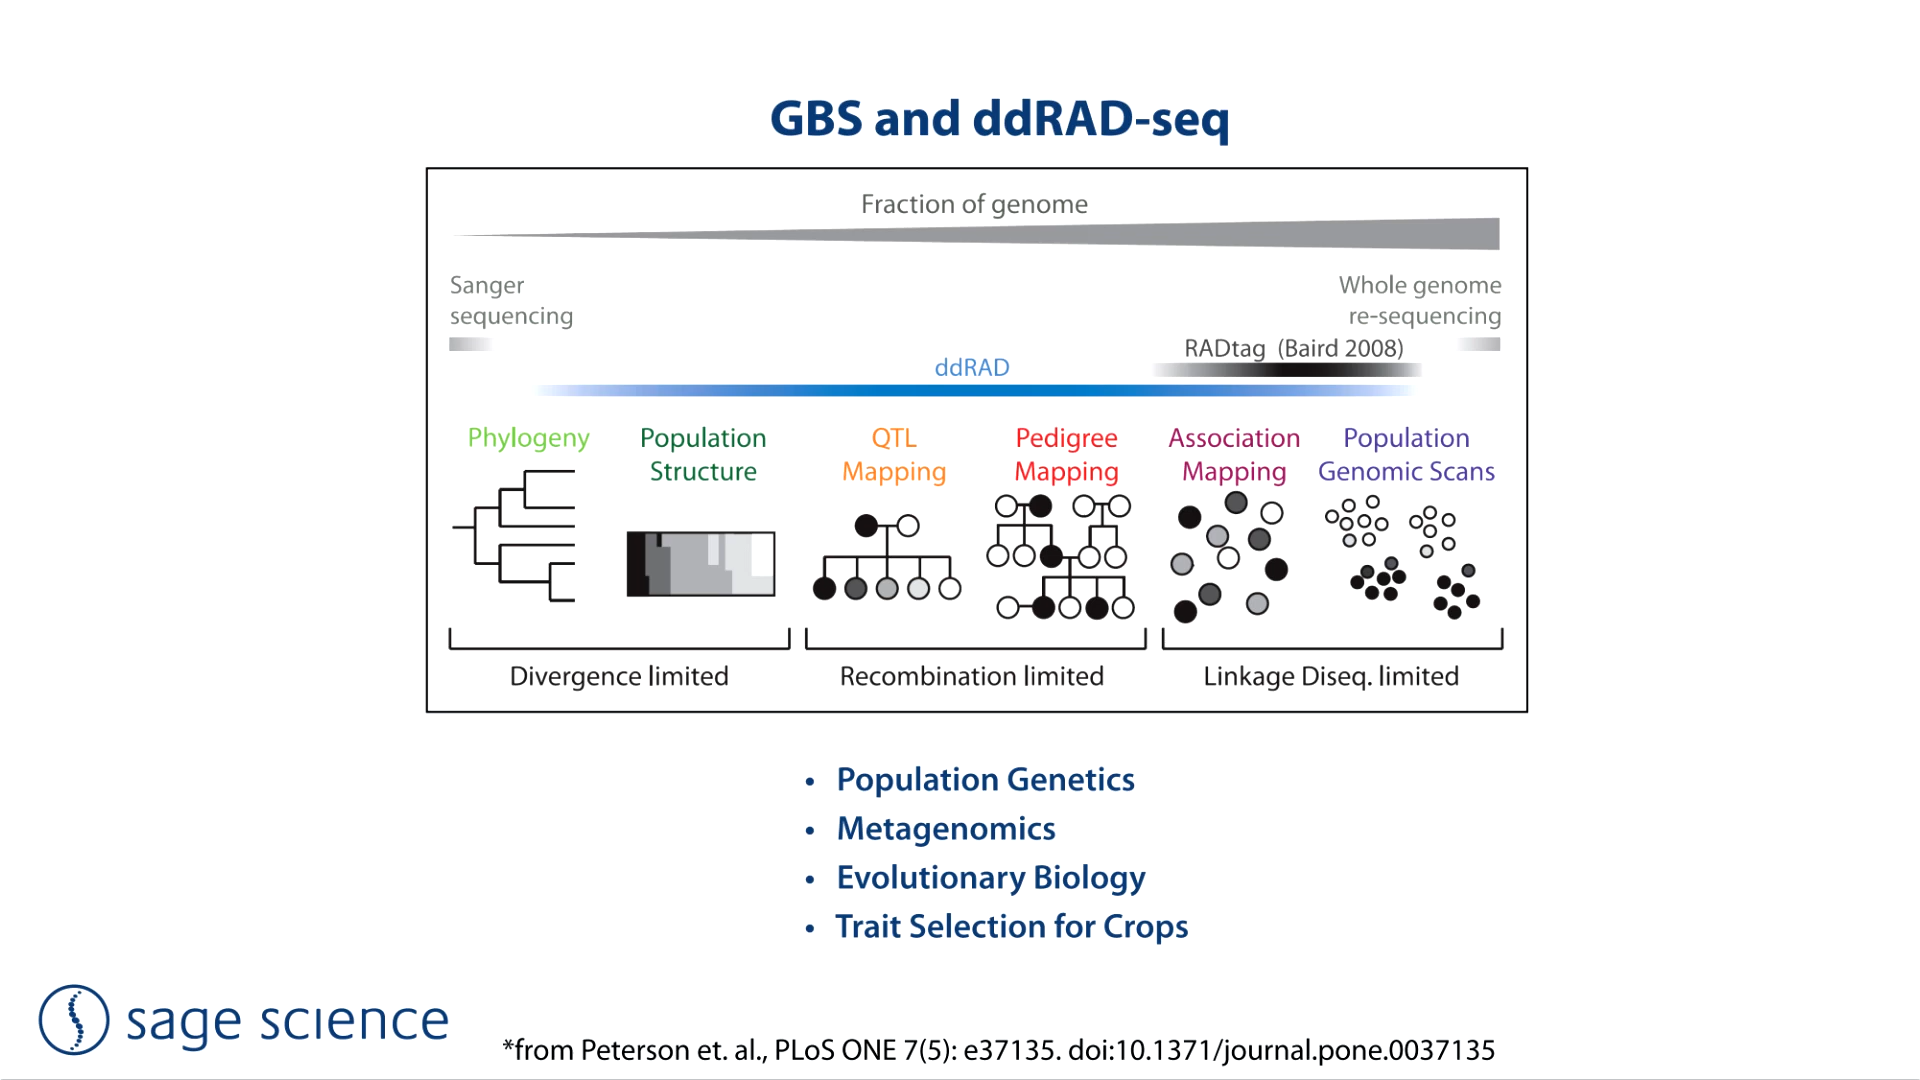 GBS and ddRAD-seq
Fraction of genome
Sanger
sequencing
Whole genome
re-sequencing
RADtag (Baird 2008)
ddRAD
Phylogeny
Population
Structure
QTL
Mapping
Pedigree
Mapping
Association
Mapping
Population
Genomic Scans
Divergence limited
Recombination limited
Linkage Diseq. limited
• Population Genetics
• Metagenomics
• Evolutionary Biology
• Trait Selection for Crops
sage science
*from Peterson et. al., PLoS ONE 7(5): e37135. doi:10.1371/journal.pone.0037135